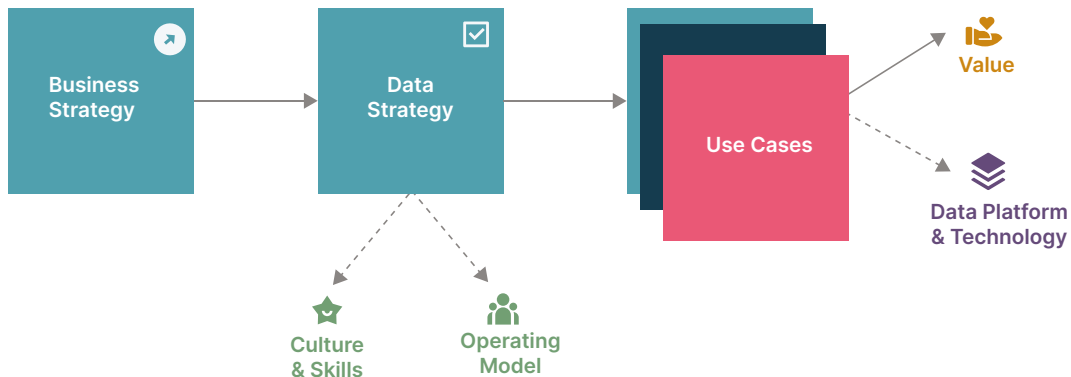 Business
Strategy
Data
Strategy
Use Cases
Value
Data Platform
& Technology
Culture
& Skills
Operating
Model